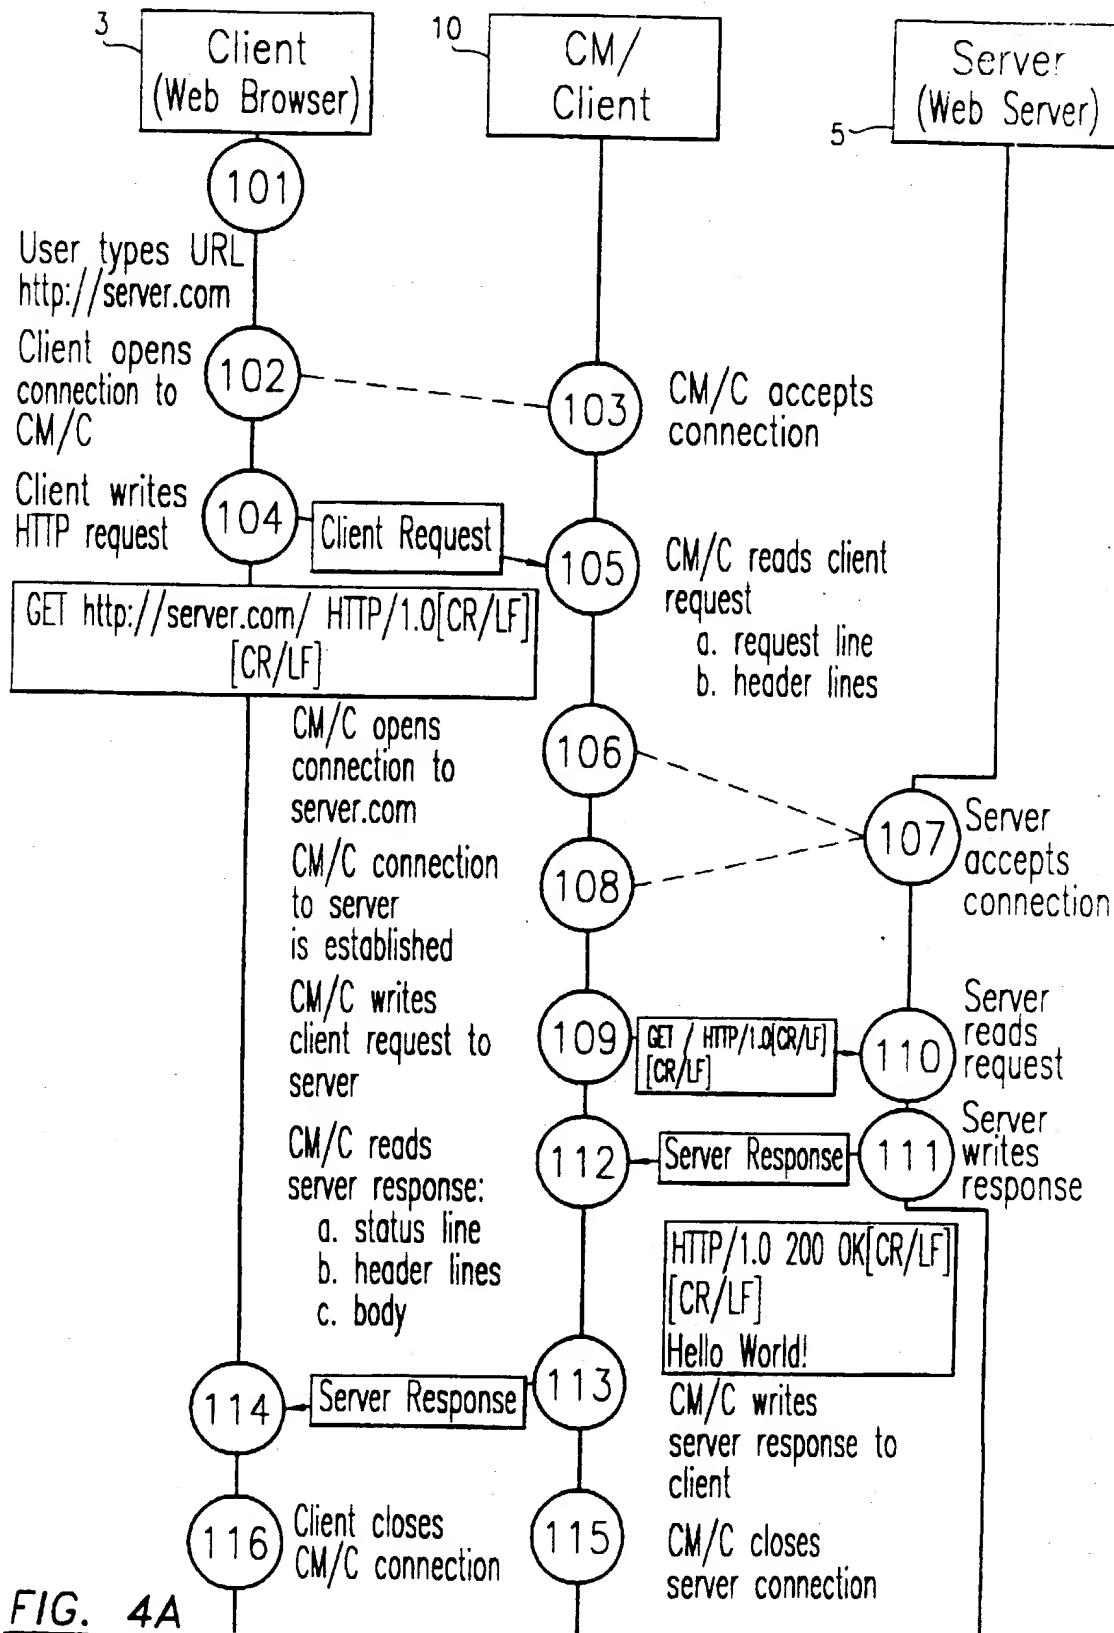 3
Client
(Web Browser)
10
CM/
Client
Server
(Web Server)
5
101
User types URL
http://server.com
Client opens
connection to
CM/C
102
103
CM/C accepts
connection
Client writes
HTTP request
104
Client Request
105
CM/C reads client
request
a. request line
b. header lines
GET http://server.com/ HTTP/1.0[CR/LF]
[CR/LF]
CM/C opens
connection to
server.com
106
107
Server
accepts
connection
CM/C connection
to server
is established
108
CM/C writes
client request to
server
109
GET / HTTP/1.0[CR/LF]
[CR/LF]
110
Server
reads
request
CM/C reads
server response:
a. status line
b. header lines
c. body
112
Server Response
111
Server
writes
response
HTTP/1.0 200 OK[CR/LF]
[CR/LF]
Hello World!
114
Server Response
113
CM/C writes
server response to
client
116
Client closes
CM/C connection
115
CM/C closes
server connection
FIG. 4A